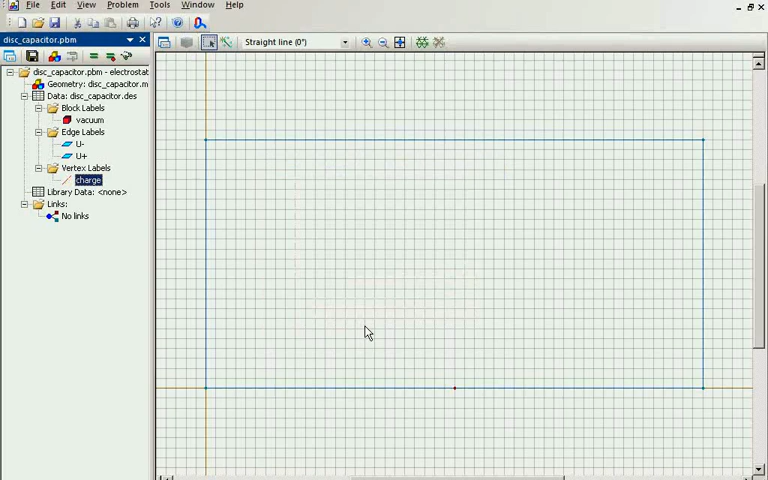 File Edit View Problem Tools Window Help
disc_capacitor.pbm
Straight line (0°)
disc_capacitor.pbm - electrostat
Geometry: disc_capacitor.m
Data: disc_capacitor.des
Block Labels
vacuum
Edge Labels
U-
U+
Vertex Labels
charge
Library Data: <none>
Links:
No links